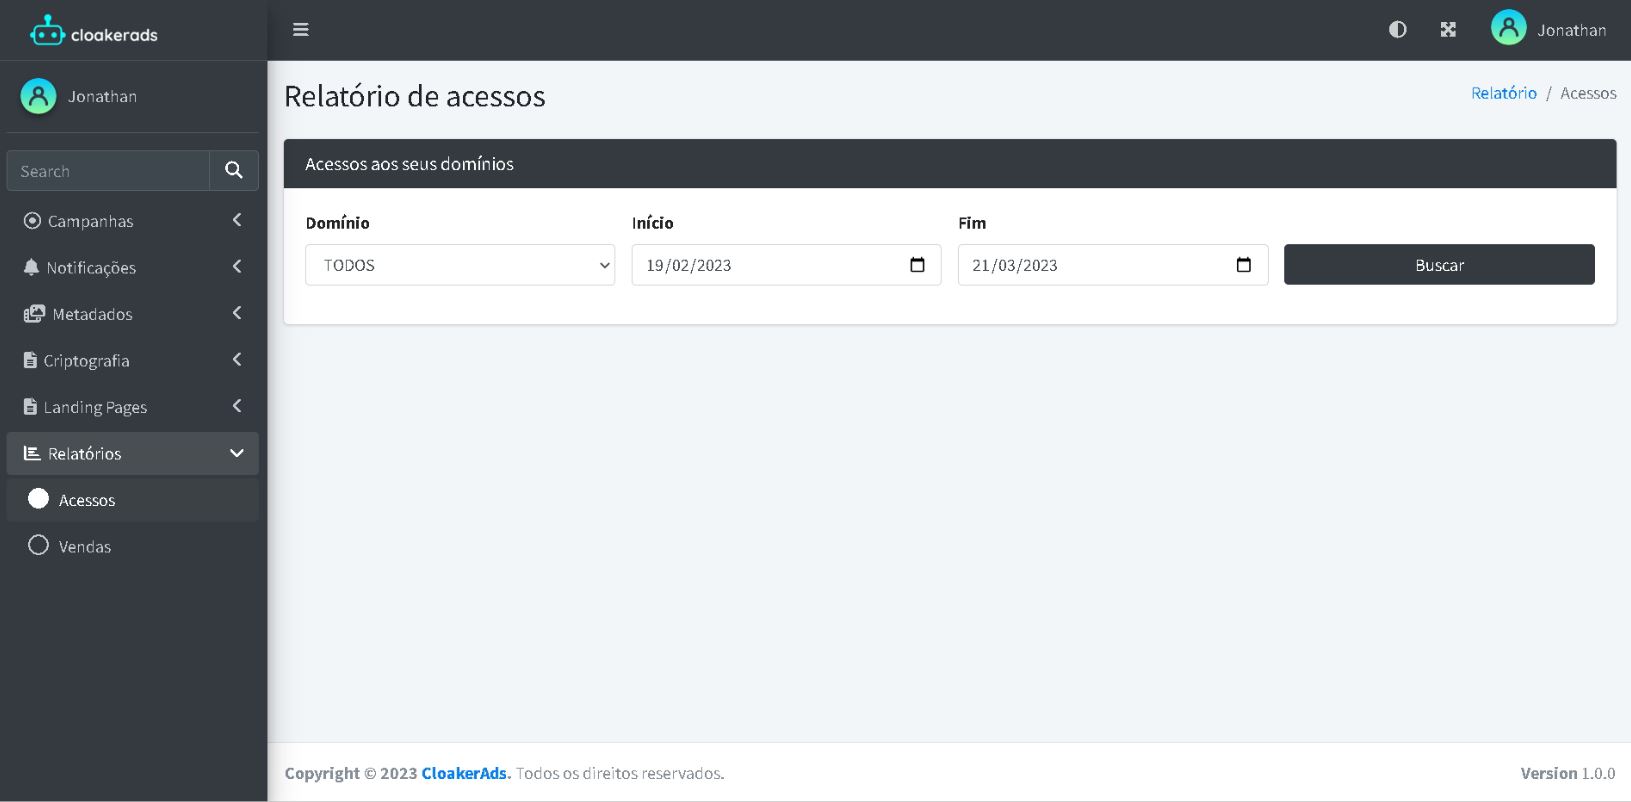 cloakerads
Jonathan
Jonathan
Search
Campanhas
Notificações
Metadados
Criptografia
Landing Pages
Relatórios
Acessos
Vendas
Relatório de acessos
Relatório / Acessos
Acessos aos seus domínios
Domínio
Início
Fim
TODOS
19/02/2023
21/03/2023
Buscar
Copyright © 2023 CloakerAds. Todos os direitos reservados.
Version 1.0.0